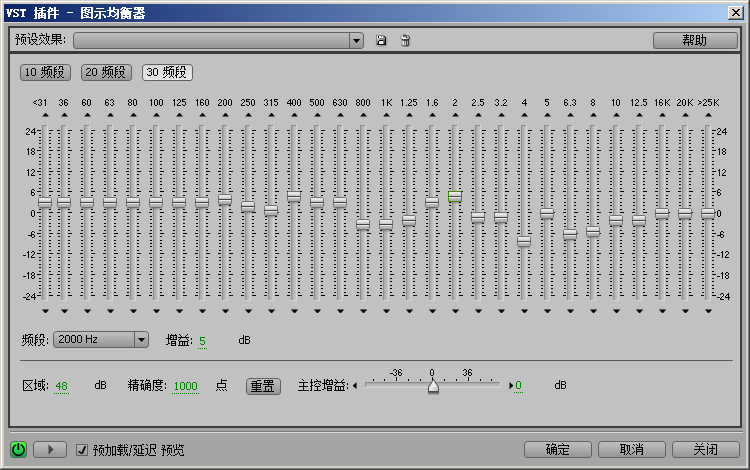 VST 插件 - 图示均衡器
预设效果: 帮助
10 频段 20 频段 30 频段
<31 36 60 63 80 100 125 160 200 250 315 400 500 630 800 1K 1.25 1.6 2 2.5 3.2 4 5 6.3 8 10 12.5 16K 20K >25K
24 24
18 18
12 12
6 6
0 0
-6 -6
-12 -12
-18 -18
-24 -24
频段: 2000 Hz 增益: 5 dB
-36 0 36
区域: 48 dB 精确度: 1000 点 重置 主控增益: 0 dB
预加载/延迟 预览 确定 取消 关闭